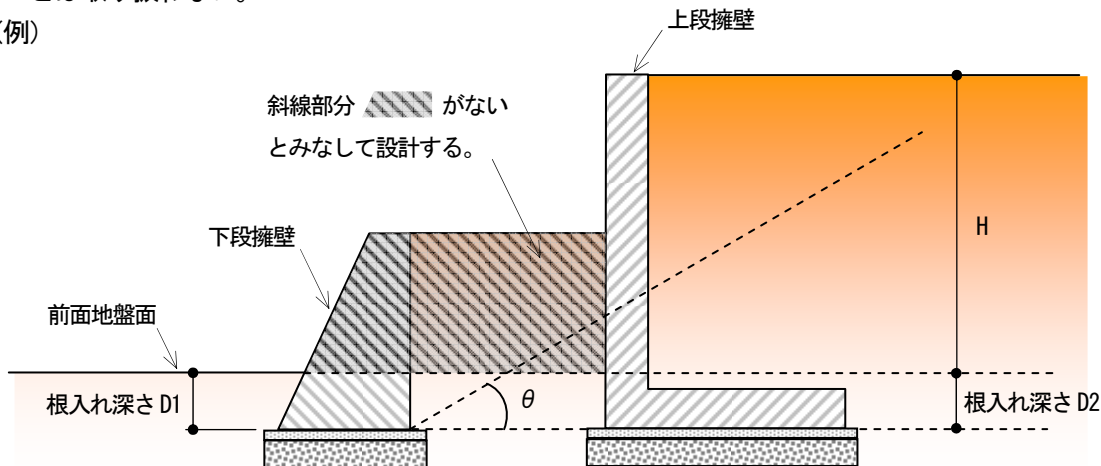 (例)
上段擁壁
斜線部分 がない
とみなして設計する。
下段擁壁
H
前面地盤面
根入れ深さ D1
θ
根入れ深さ D2